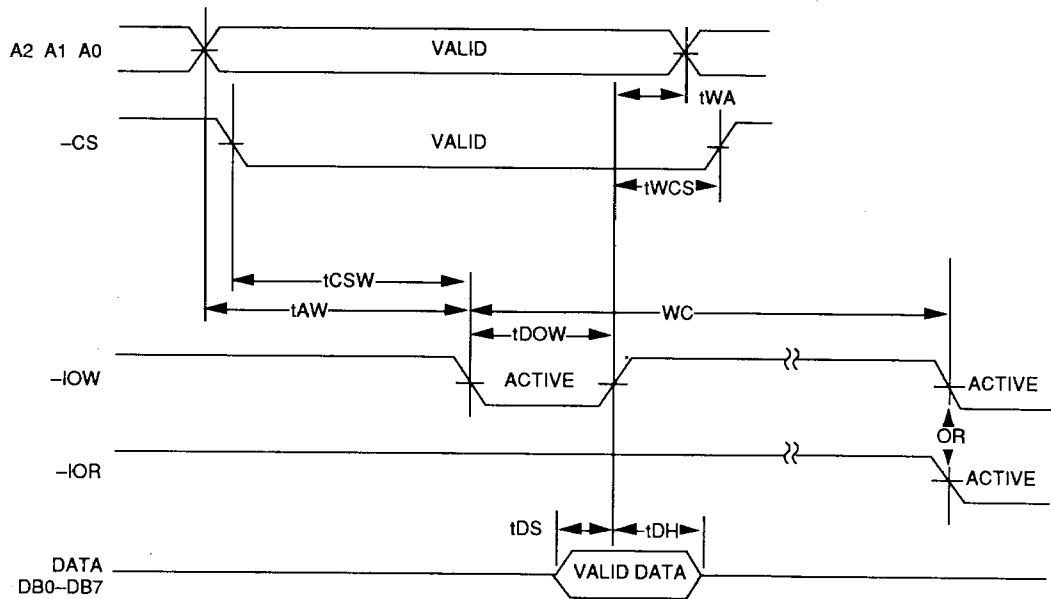 A2 A1 A0
VALID
tWA
–CS
VALID
tWCS
tCSW
tAW
WC
tDOW
–IOW
ACTIVE
ACTIVE
OR
–IOR
ACTIVE
tDS
tDH
DATA
DB0–DB7
VALID DATA